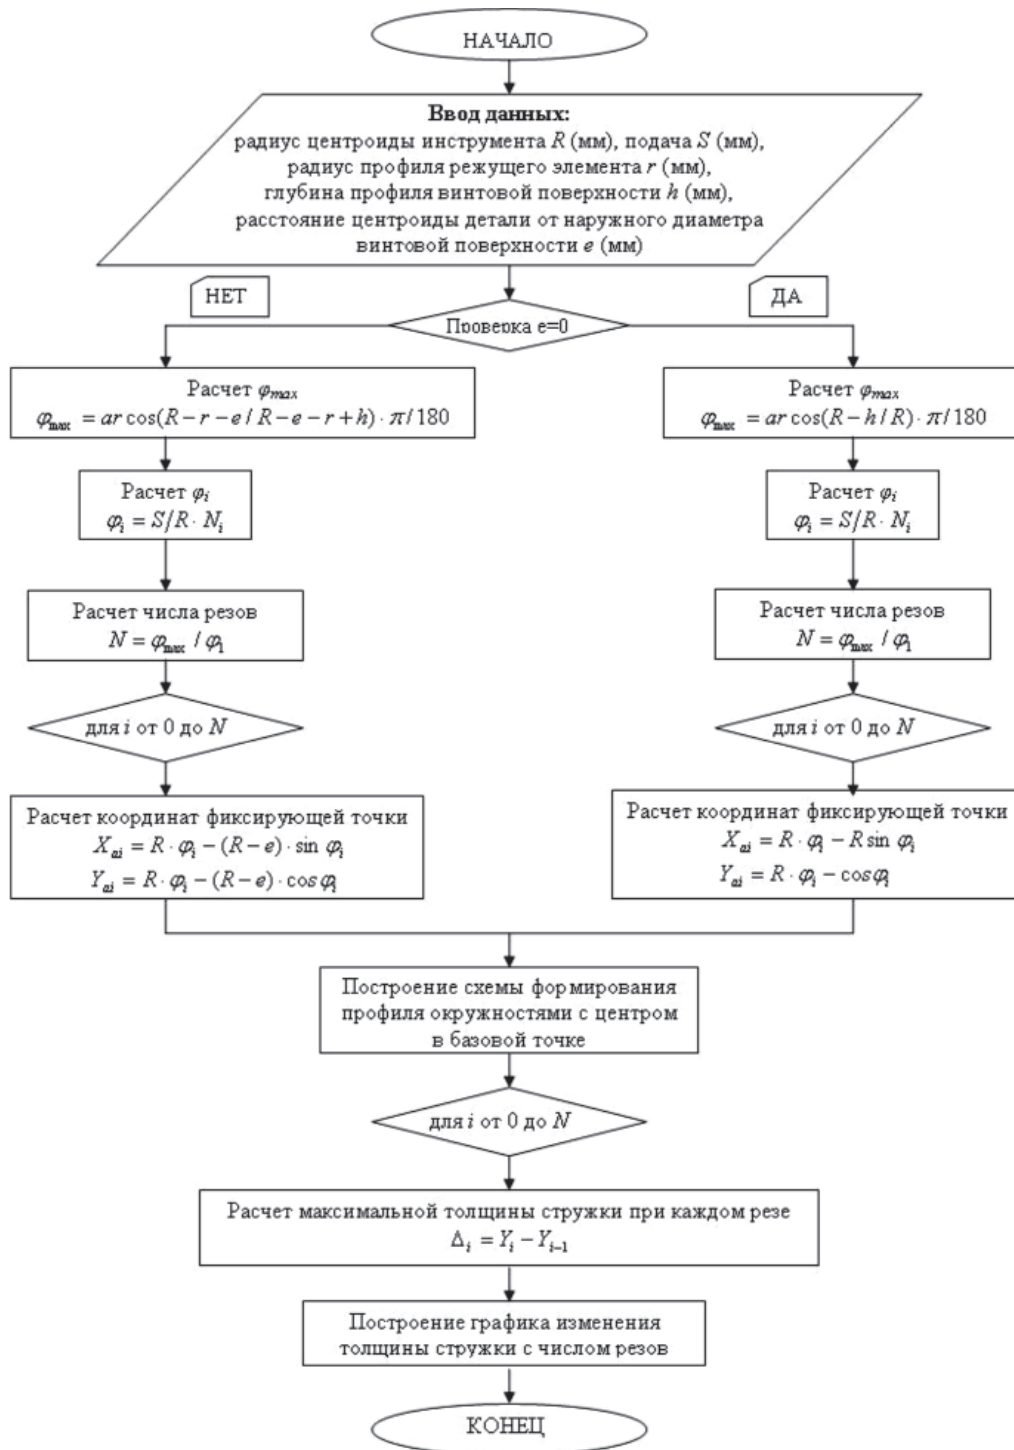 НАЧАЛО
Ввод данных:
радиус центроиды инструмента R (мм), подача S (мм),
радиус профиля режущего элемента r (мм),
глубина профиля винтовой поверхности h (мм),
расстояние центроиды детали от наружного диаметра
винтовой поверхности e (мм)
НЕТ
ДА
Проверка e=0
Расчет φmax
φmax = ar cos(R − r − e / R − e − r + h) · π/180
Расчет φmax
φmax = ar cos(R − h / R) · π/180
Расчет φi
φi = S/R · Ni
Расчет φi
φi = S/R · Ni
Расчет числа резов
N = φmax / φ1
Расчет числа резов
N = φmax / φ1
для i от 0 до N
для i от 0 до N
Расчет координат фиксирующей точки
Xai = R · φi − (R − e) · sin φi
Yai = R · φi − (R − e) · cos φi
Расчет координат фиксирующей точки
Xai = R · φi − R sin φi
Yai = R · φi − cos φi
Построение схемы формирования
профиля окружностями с центром
в базовой точке
для i от 0 до N
Расчет максимальной толщины стружки при каждом резе
Δi = Yi − Yi−1
Построение графика изменения
толщины стружки с числом резов
КОНЕЦ